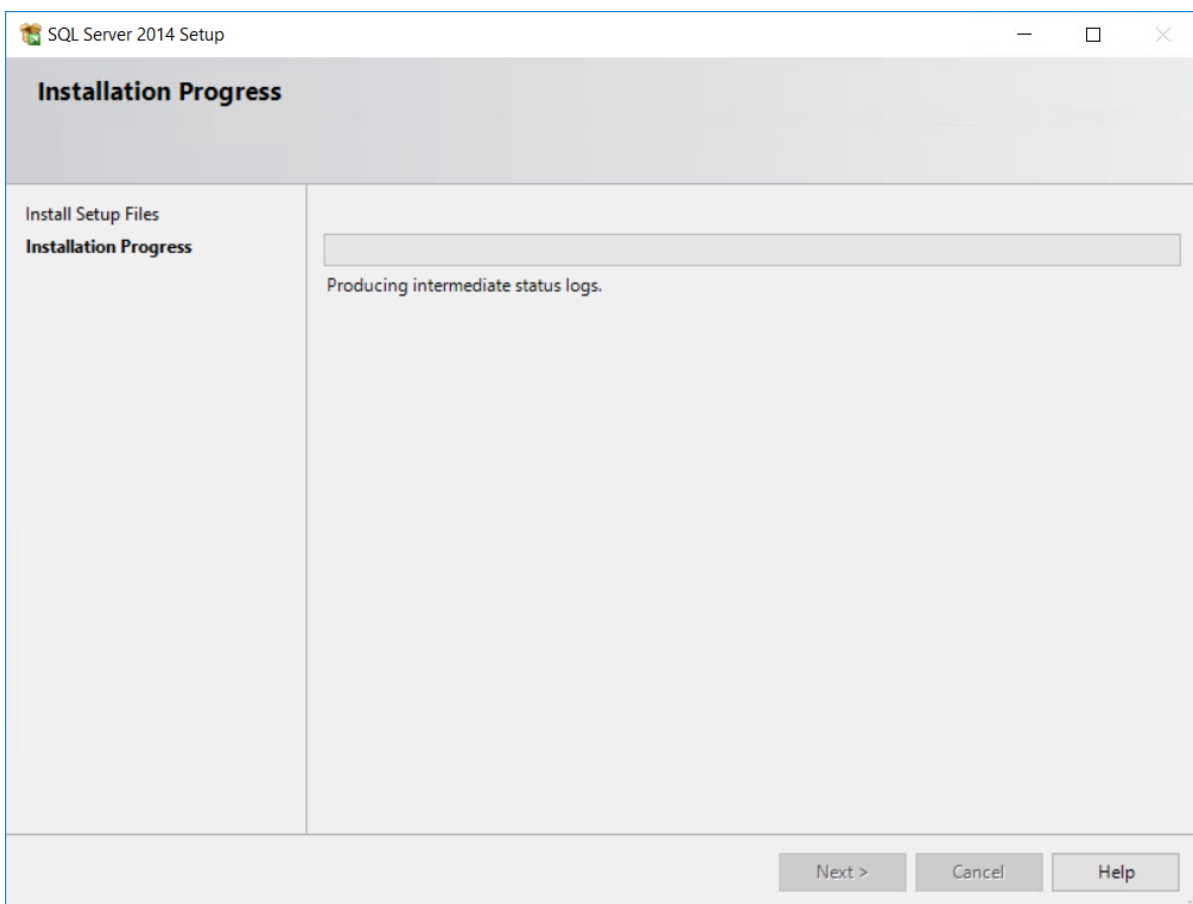 SQL Server 2014 Setup
Installation Progress
Install Setup Files
Installation Progress
Producing intermediate status logs.
Next >
Cancel
Help